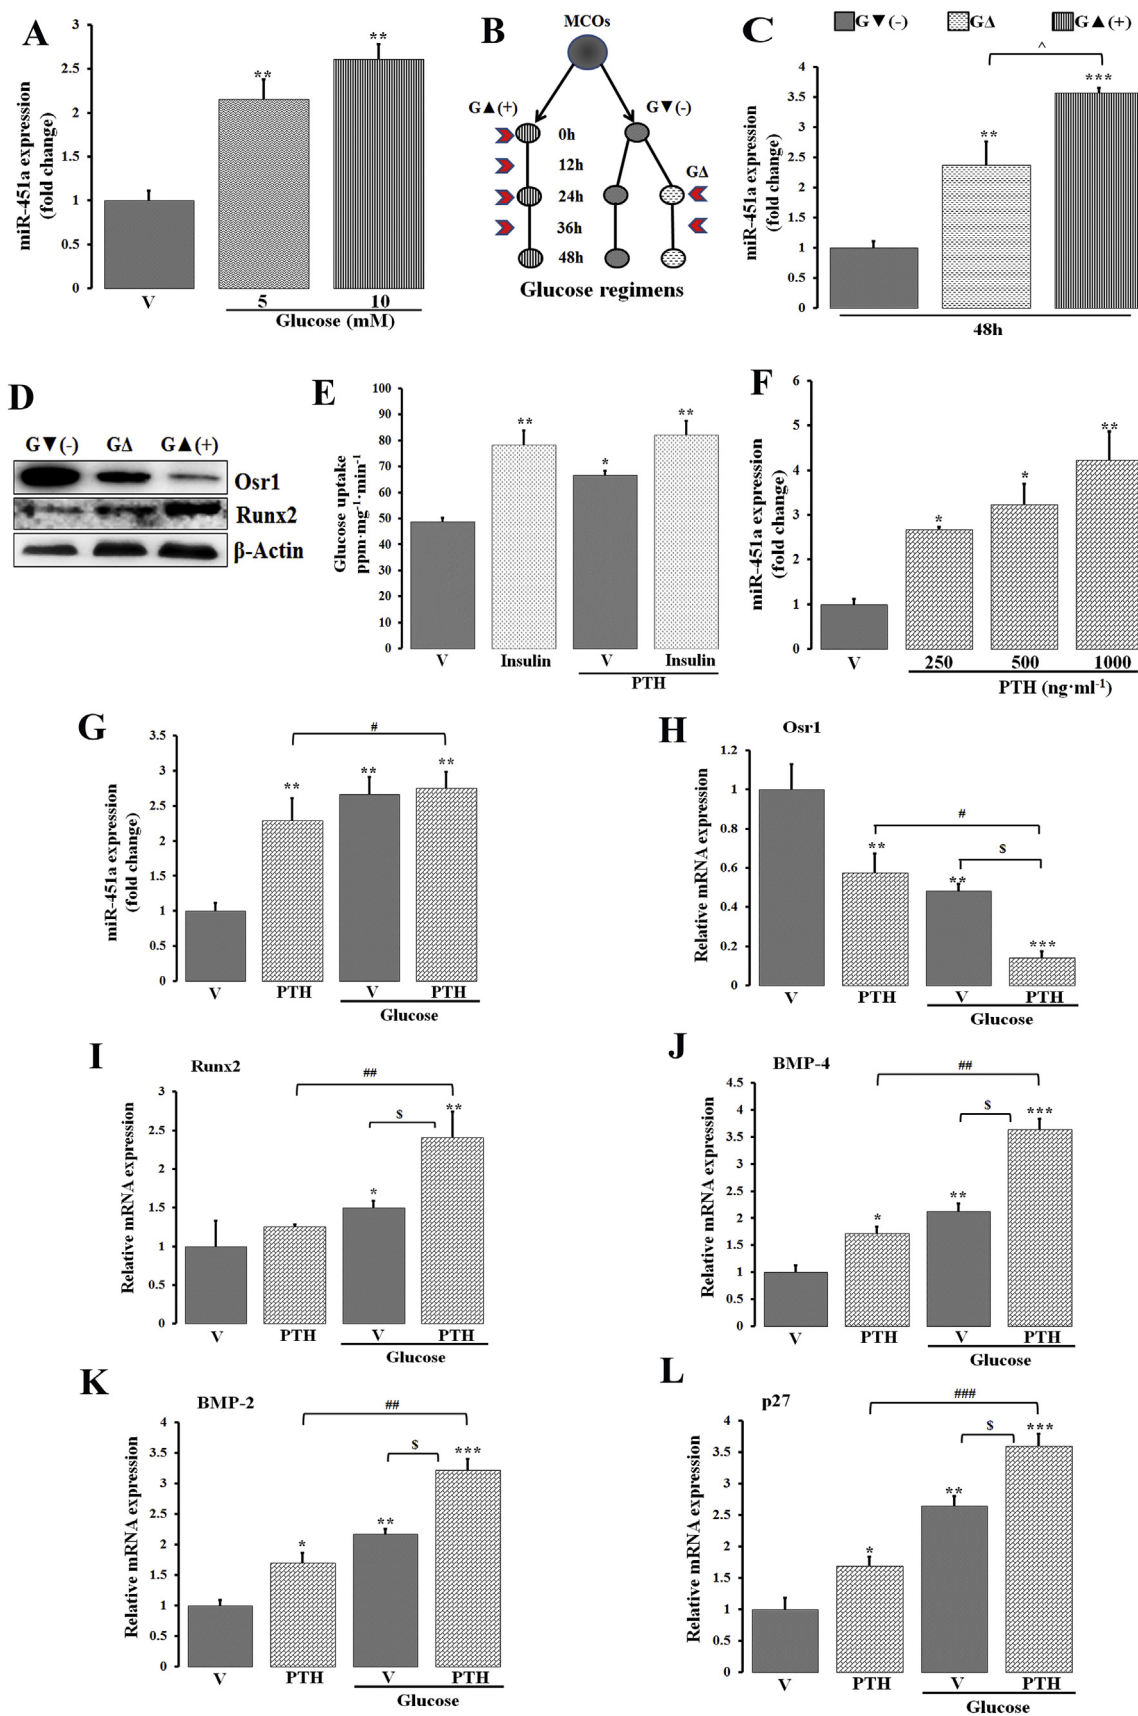 A
miR-451a expression
(fold change)
3
2.5
2
1.5
1
0.5
0
**
**
V
5
10
Glucose (mM)
B
MCOs
G▲(+)
G▼(-)
GΔ
0h
12h
24h
36h
48h
Glucose regimens
C
G▼(-)
GΔ
G▲(+)
miR-451a expression
(fold change)
4
3.5
3
2.5
2
1.5
1
0.5
0
^
**
***
48h
D
G▼(-) GΔ G▲(+)
Osr1
Runx2
β-Actin
E
Glucose uptake
ppm·mg⁻¹·min⁻¹
100
90
80
70
60
50
40
30
20
10
0
**
*
**
V
Insulin
V
Insulin
PTH
F
miR-451a expression
(fold change)
6
5
4
3
2
1
0
*
*
**
V
250
500
1000
PTH (ng·ml⁻¹)
G
miR-451a expression
(fold change)
3.5
3
2.5
2
1.5
1
0.5
0
#
**
**
**
V
PTH
V
PTH
Glucose
H
Osr1
Relative mRNA expression
1.2
1
0.8
0.6
0.4
0.2
0
#
$
**
**
***
V
PTH
V
PTH
Glucose
I
Runx2
Relative mRNA expression
3
2.5
2
1.5
1
0.5
0
##
$
*
**
V
PTH
V
PTH
Glucose
J
BMP-4
Relative mRNA expression
4.5
4
3.5
3
2.5
2
1.5
1
0.5
0
##
$
*
**
***
V
PTH
V
PTH
Glucose
K
BMP-2
Relative mRNA expression
4
3.5
3
2.5
2
1.5
1
0.5
0
##
$
*
**
***
V
PTH
V
PTH
Glucose
L
p27
Relative mRNA expression
4
3.5
3
2.5
2
1.5
1
0.5
0
###
$
*
**
***
V
PTH
V
PTH
Glucose